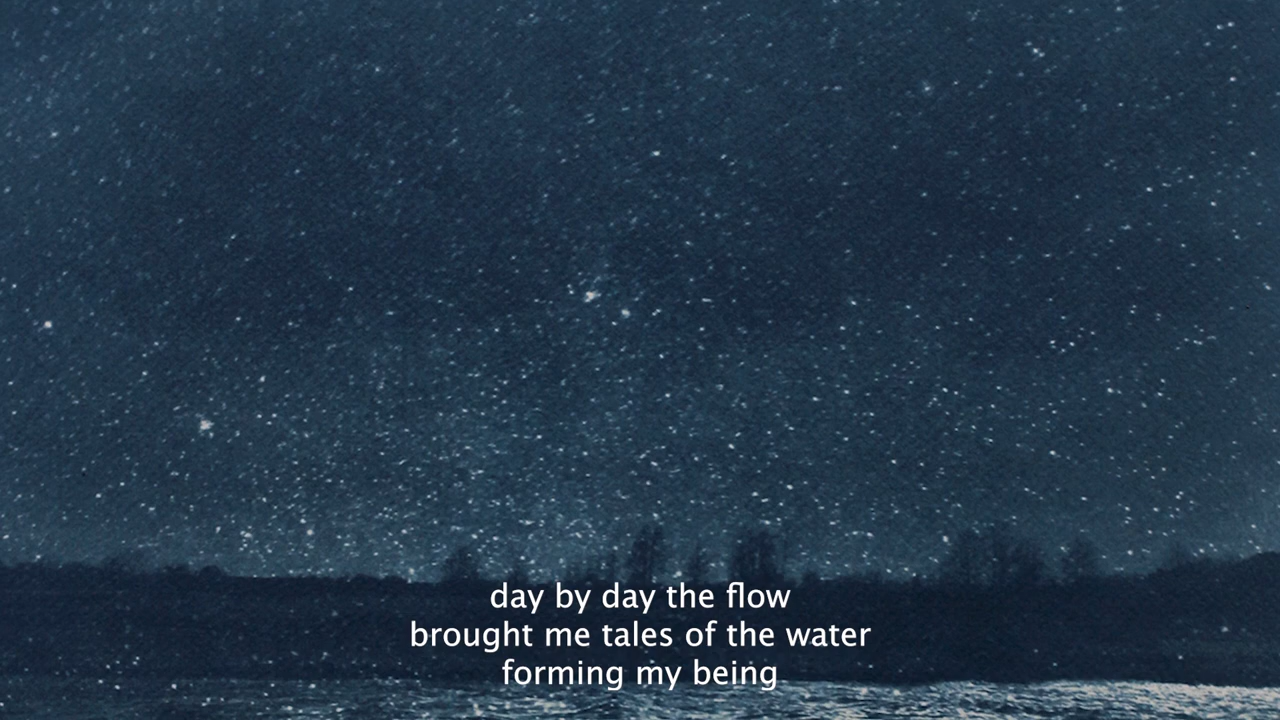 day by day the flow
brought me tales of the water
forming my being